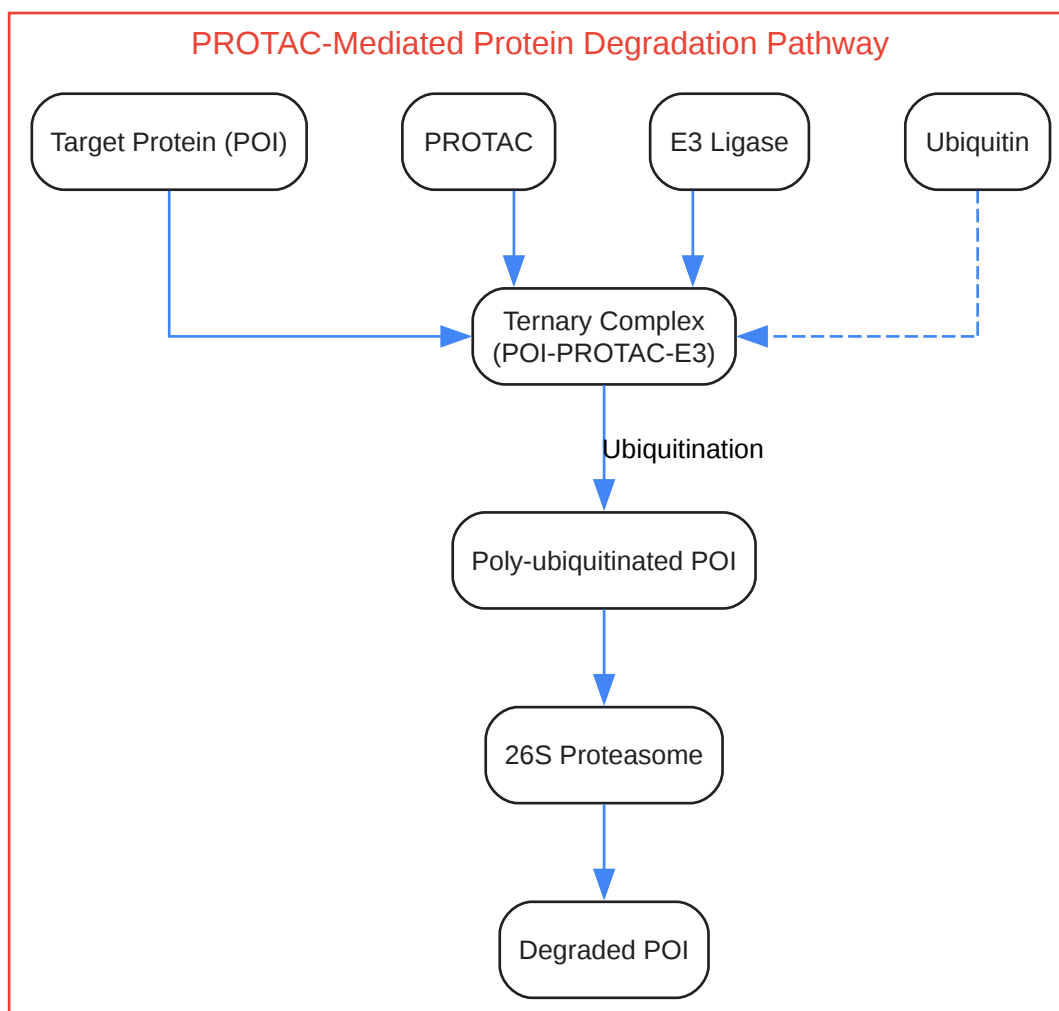 PROTAC-Mediated Protein Degradation Pathway
Target Protein (POI)
PROTAC
E3 Ligase
Ubiquitin
Ternary Complex
(POI-PROTAC-E3)
Ubiquitination
Poly-ubiquitinated POI
26S Proteasome
Degraded POI